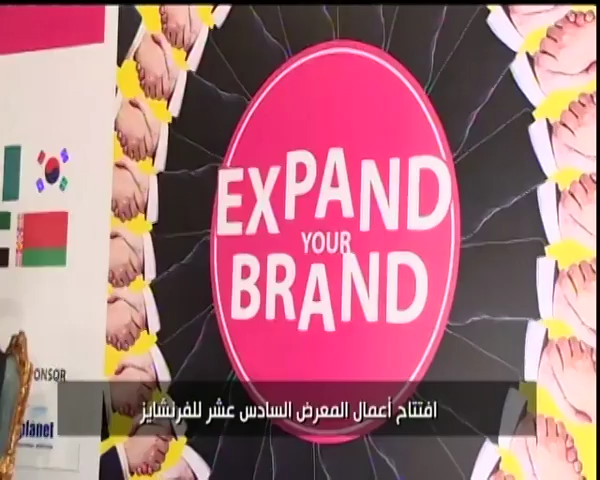 EXPAND
YOUR
BRAND
ONSOR
planet
افتتاح أعمال المعرض السادس عشر للفرنشايز